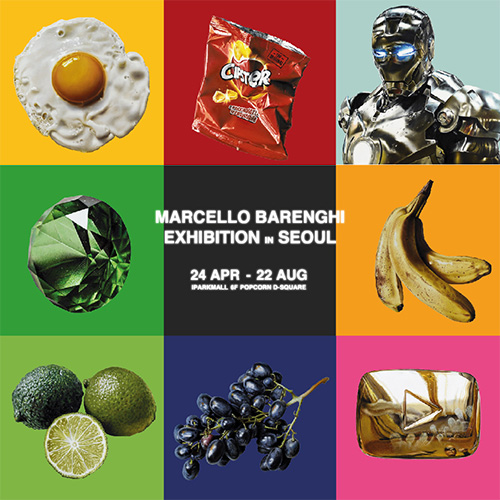 MARCELLO BARENGHI
EXHIBITION IN SEOUL
24 APR - 22 AUG
IPARKMALL 6F POPCORN D-SQUARE